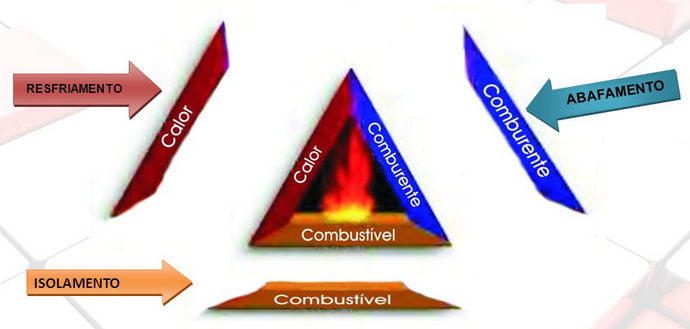 RESFRIAMENTO
Calor
Calor
Comburente
Combustível
Comburente
ABAFAMENTO
ISOLAMENTO
Combustível